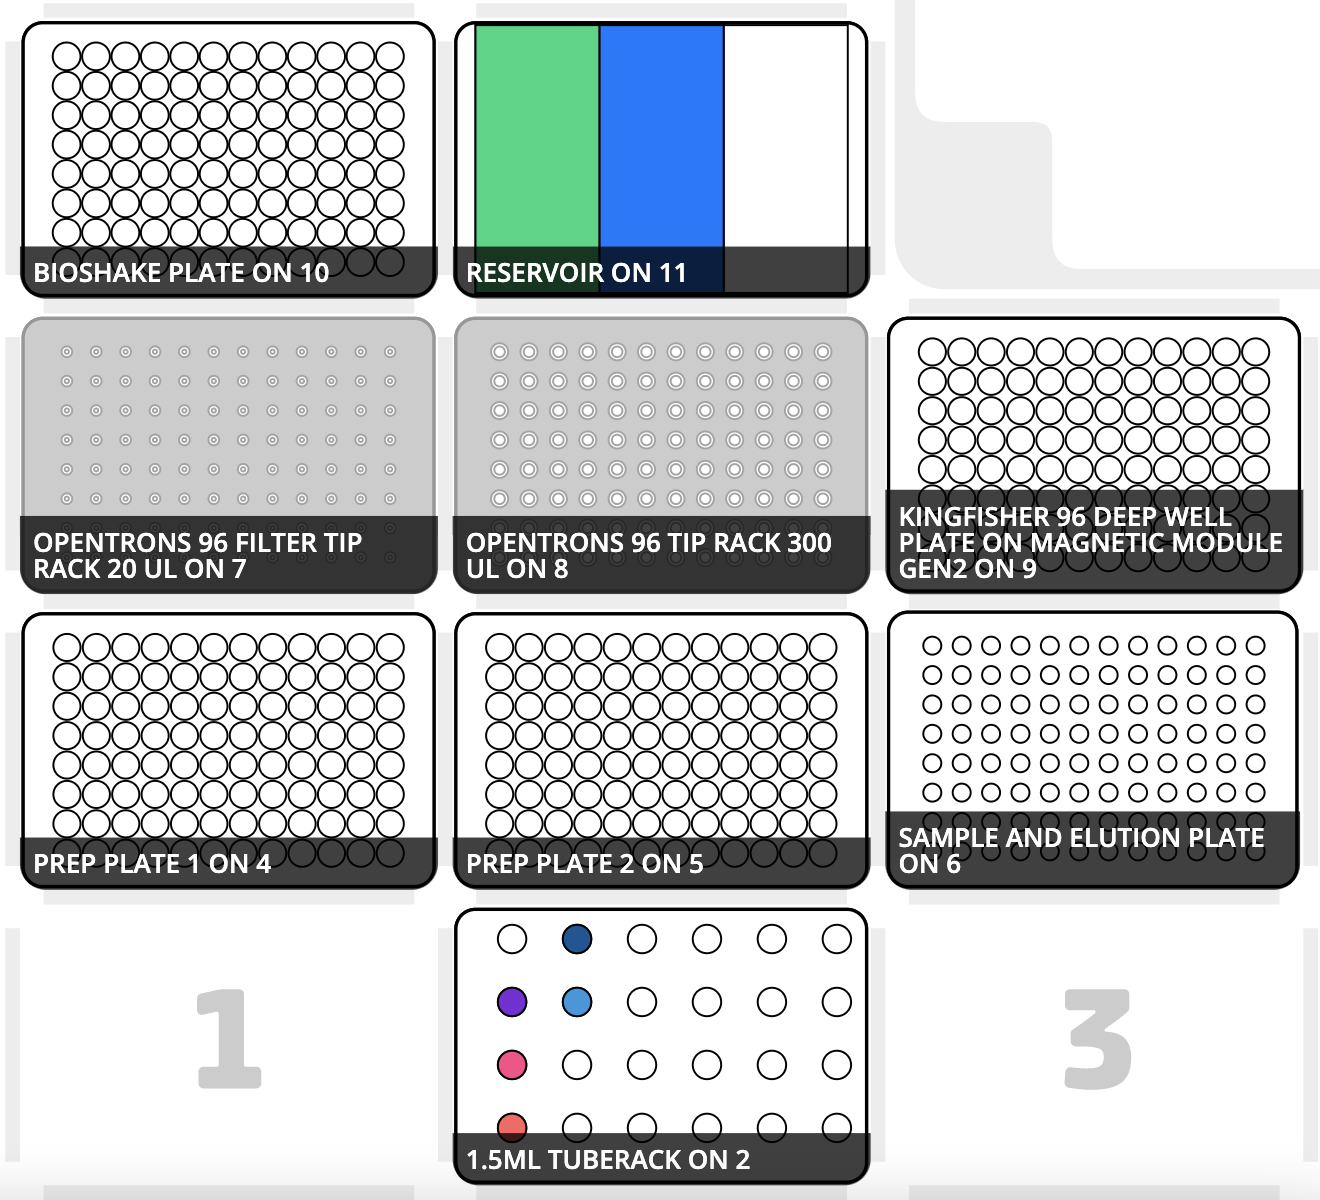 BIOSHAKE PLATE ON 10
RESERVOIR ON 11
OPENTRONS 96 FILTER TIP
RACK 20 UL ON 7
OPENTRONS 96 TIP RACK 300
UL ON 8
KINGFISHER 96 DEEP WELL
PLATE ON MAGNETIC MODULE
GEN2 ON 9
PREP PLATE 1 ON 4
PREP PLATE 2 ON 5
SAMPLE AND ELUTION PLATE
ON 6
1
1.5ML TUBERACK ON 2
3